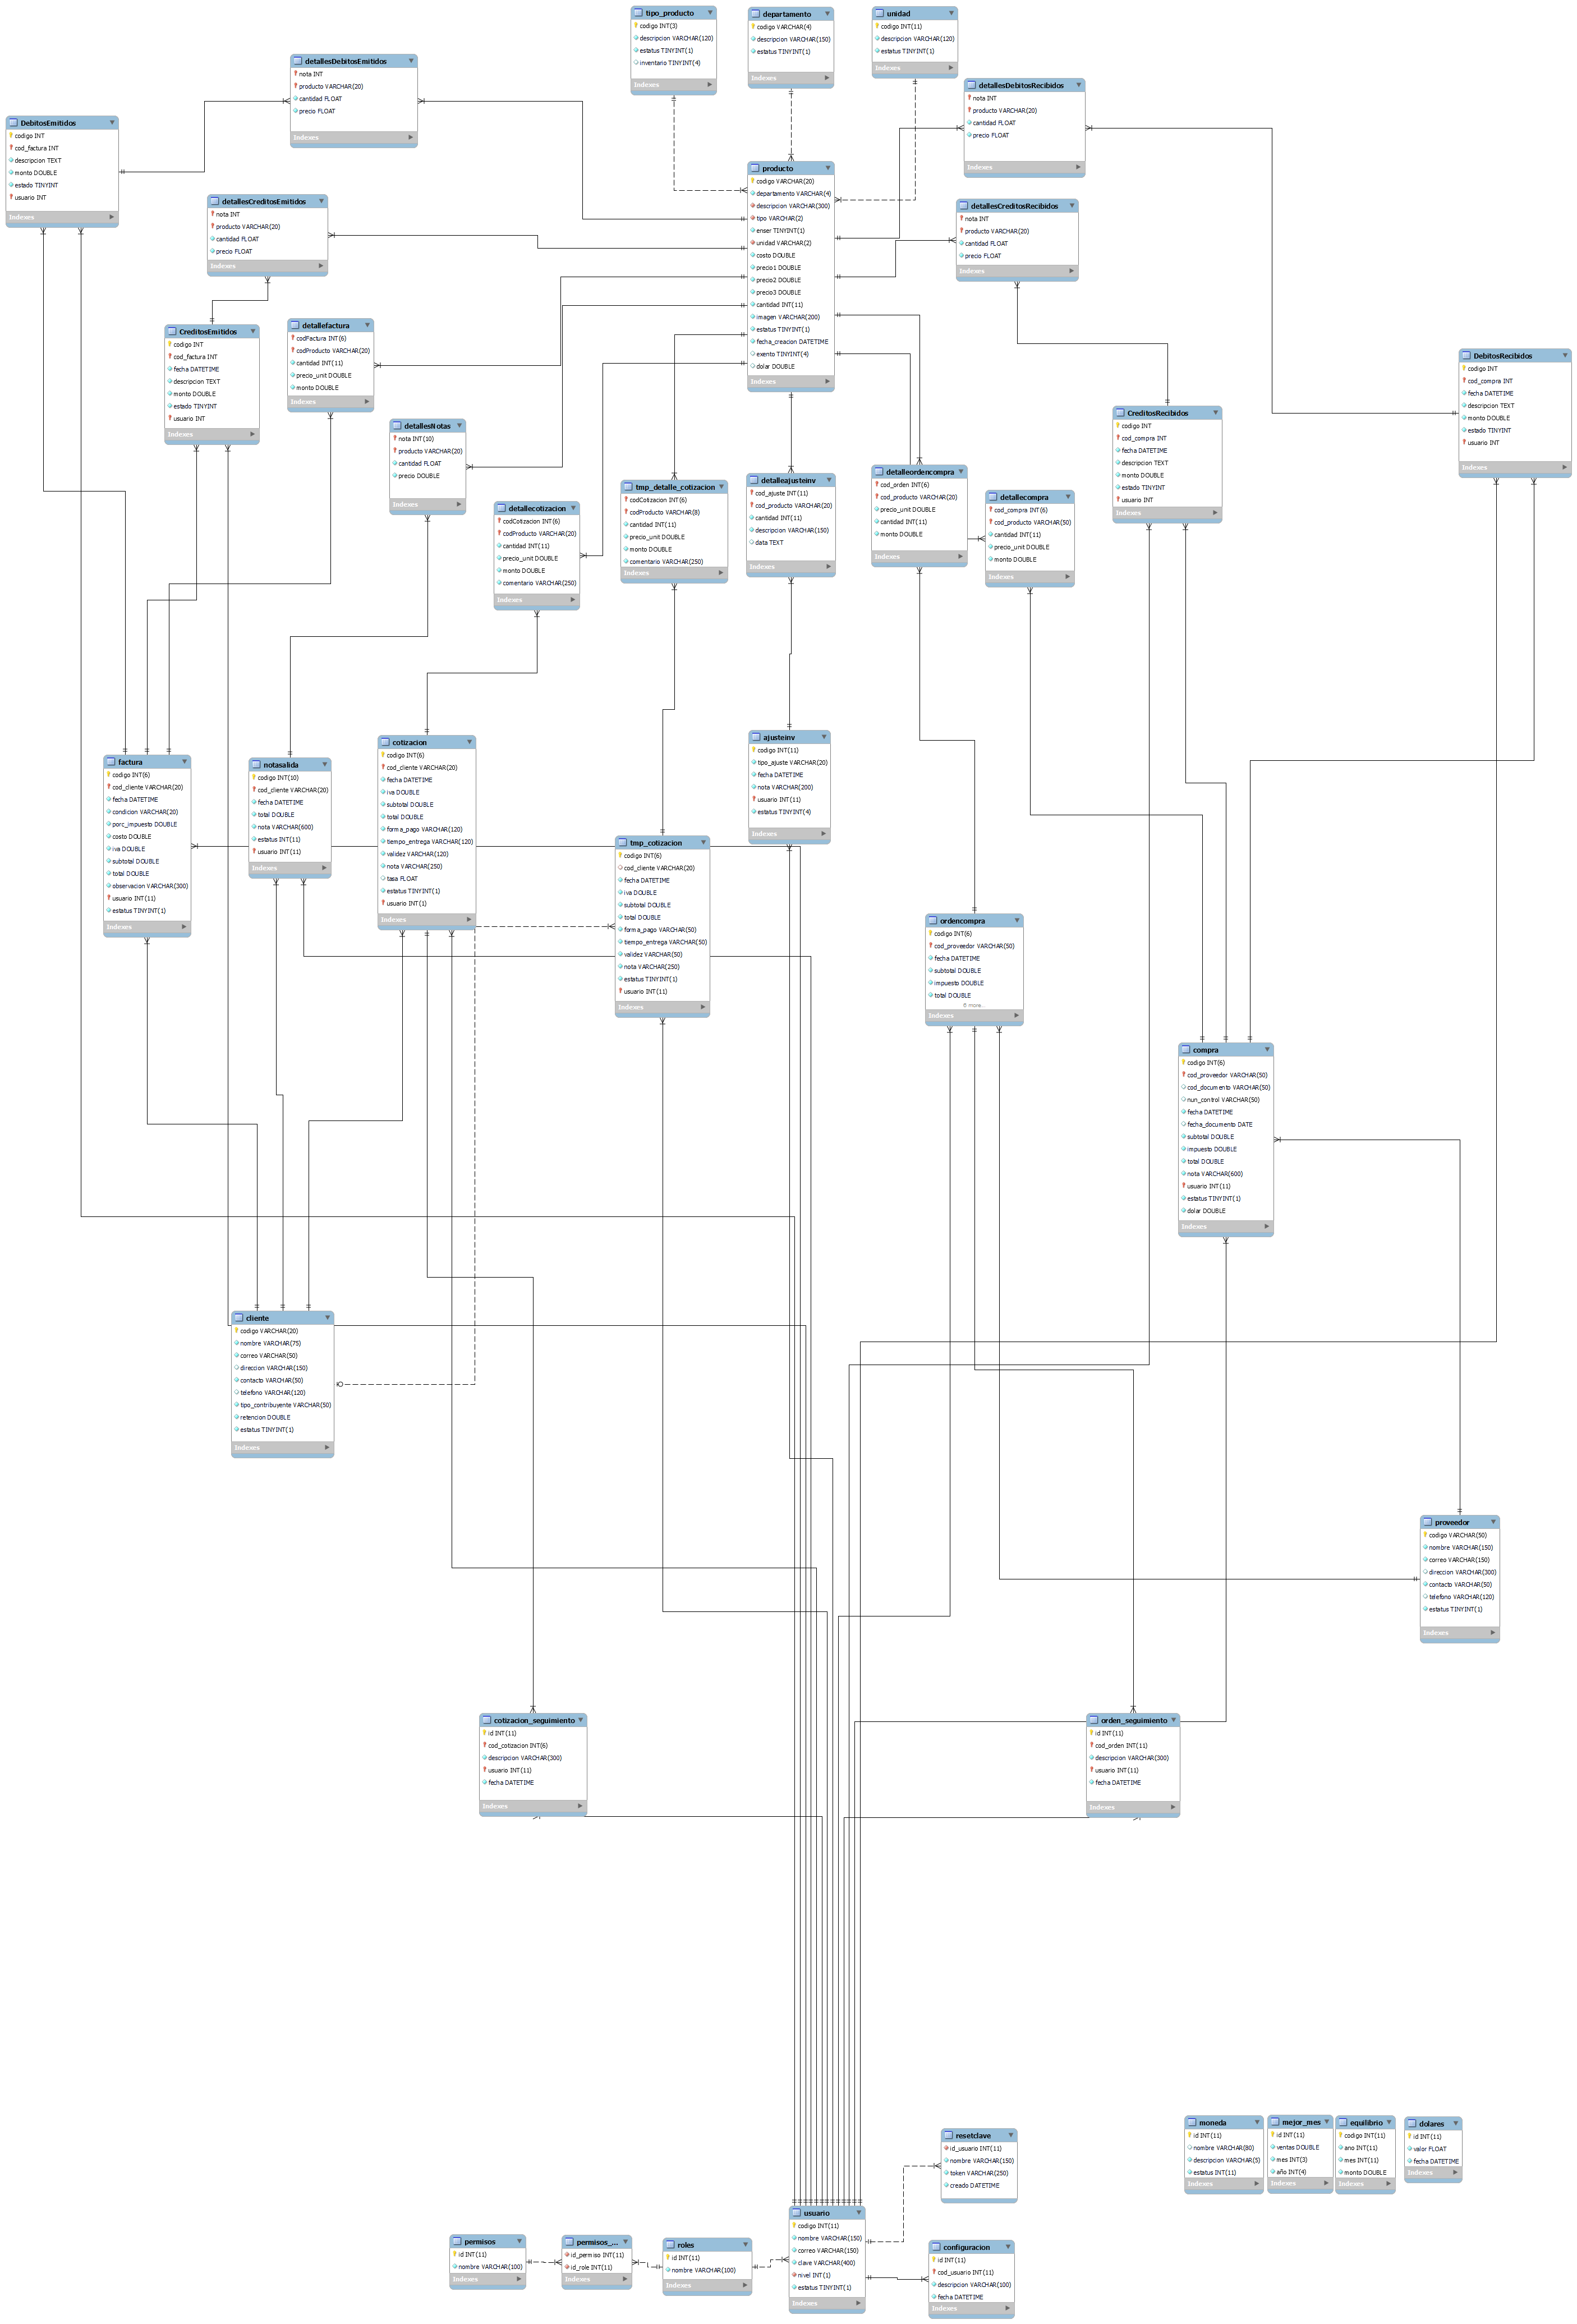 tipo_producto
codigo INT(3)
descripcion VARCHAR(120)
estatus TINYINT(1)
inventario TINYINT(4)
Indexes
departamento
codigo VARCHAR(4)
descripcion VARCHAR(150)
estatus TINYINT(1)
Indexes
unidad
codigo INT(11)
descripcion VARCHAR(120)
estatus TINYINT(1)
Indexes
detallesDebitosEmitidos
nota INT
producto VARCHAR(20)
cantidad FLOAT
precio FLOAT
Indexes
detallesDebitosRecibidos
nota INT
producto VARCHAR(20)
cantidad FLOAT
precio FLOAT
Indexes
DebitosEmitidos
codigo INT
cod_factura INT
descripcion TEXT
monto DOUBLE
estado TINYINT
usuario INT
Indexes
producto
codigo VARCHAR(20)
departamento VARCHAR(4)
descripcion VARCHAR(300)
tipo VARCHAR(2)
enser TINYINT(1)
unidad VARCHAR(2)
costo DOUBLE
precio1 DOUBLE
precio2 DOUBLE
precio3 DOUBLE
cantidad INT(11)
imagen VARCHAR(200)
estatus TINYINT(1)
fecha_creacion DATETIME
exento TINYINT(4)
dolar DOUBLE
Indexes
detallesCreditosEmitidos
nota INT
producto VARCHAR(20)
cantidad FLOAT
precio FLOAT
Indexes
detallesCreditosRecibidos
nota INT
producto VARCHAR(20)
cantidad FLOAT
precio FLOAT
Indexes
CreditosEmitidos
codigo INT
cod_factura INT
fecha DATETIME
descripcion TEXT
monto DOUBLE
estado TINYINT
usuario INT
Indexes
detallefactura
codFactura INT(6)
codProducto VARCHAR(20)
cantidad INT(11)
precio_unit DOUBLE
monto DOUBLE
Indexes
DebitosRecibidos
codigo INT
cod_compra INT
fecha DATETIME
descripcion TEXT
monto DOUBLE
estado TINYINT
usuario INT
Indexes
CreditosRecibidos
codigo INT
cod_compra INT
fecha DATETIME
descripcion TEXT
monto DOUBLE
estado TINYINT
usuario INT
Indexes
detallesNotas
nota INT(10)
producto VARCHAR(20)
cantidad FLOAT
precio DOUBLE
Indexes
detallecotizacion
codCotizacion INT(6)
codProducto VARCHAR(20)
cantidad INT(11)
precio_unit DOUBLE
monto DOUBLE
comentario VARCHAR(250)
Indexes
tmp_detalle_cotizacion
codCotizacion INT(6)
codProducto VARCHAR(8)
cantidad INT(11)
precio_unit DOUBLE
monto DOUBLE
comentario VARCHAR(250)
Indexes
detalleajusteinv
cod_ajuste INT(11)
cod_producto VARCHAR(20)
cantidad INT(11)
descripcion VARCHAR(150)
data TEXT
Indexes
detalleordencompra
cod_orden INT(6)
cod_producto VARCHAR(20)
precio_unit DOUBLE
cantidad INT(11)
monto DOUBLE
Indexes
detallecompra
cod_compra INT(6)
cod_producto VARCHAR(50)
cantidad INT(11)
precio_unit DOUBLE
monto DOUBLE
Indexes
factura
codigo INT(6)
cod_cliente VARCHAR(20)
fecha DATETIME
condicion VARCHAR(20)
porc_impuesto DOUBLE
costo DOUBLE
iva DOUBLE
subtotal DOUBLE
total DOUBLE
observacion VARCHAR(300)
usuario INT(11)
estatus TINYINT(1)
Indexes
notasalida
codigo INT(10)
cod_cliente VARCHAR(20)
fecha DATETIME
total DOUBLE
nota VARCHAR(600)
estatus INT(11)
usuario INT(11)
Indexes
cotizacion
codigo INT(6)
cod_cliente VARCHAR(20)
fecha DATETIME
iva DOUBLE
subtotal DOUBLE
total DOUBLE
forma_pago VARCHAR(120)
tiempo_entrega VARCHAR(120)
validez VARCHAR(120)
nota VARCHAR(250)
tasa FLOAT
estatus TINYINT(1)
usuario INT(1)
Indexes
ajusteinv
codigo INT(11)
tipo_ajuste VARCHAR(20)
fecha DATETIME
nota VARCHAR(200)
usuario INT(11)
estatus TINYINT(4)
Indexes
tmp_cotizacion
codigo INT(6)
cod_cliente VARCHAR(20)
fecha DATETIME
iva DOUBLE
subtotal DOUBLE
total DOUBLE
forma_pago VARCHAR(50)
tiempo_entrega VARCHAR(50)
validez VARCHAR(50)
nota VARCHAR(250)
estatus TINYINT(1)
usuario INT(11)
Indexes
ordencompra
codigo INT(6)
cod_proveedor VARCHAR(50)
fecha DATETIME
subtotal DOUBLE
impuesto DOUBLE
total DOUBLE
more...
Indexes
compra
codigo INT(6)
cod_proveedor VARCHAR(50)
cod_documento VARCHAR(50)
nun_control VARCHAR(50)
fecha DATETIME
fecha_documento DATE
subtotal DOUBLE
impuesto DOUBLE
total DOUBLE
nota VARCHAR(600)
usuario INT(11)
estatus TINYINT(1)
dolar DOUBLE
Indexes
cliente
codigo VARCHAR(20)
nombre VARCHAR(75)
correo VARCHAR(50)
direccion VARCHAR(150)
contacto VARCHAR(50)
telefono VARCHAR(120)
tipo_contribuyente VARCHAR(50)
retencion DOUBLE
estatus TINYINT(1)
Indexes
proveedor
codigo VARCHAR(50)
nombre VARCHAR(150)
correo VARCHAR(150)
direccion VARCHAR(300)
contacto VARCHAR(50)
telefono VARCHAR(120)
estatus TINYINT(1)
Indexes
cotizacion_seguimiento
id INT(11)
cod_cotizacion INT(6)
descripcion VARCHAR(300)
usuario INT(11)
fecha DATETIME
Indexes
orden_seguimiento
id INT(11)
cod_orden INT(11)
descripcion VARCHAR(300)
usuario INT(11)
fecha DATETIME
Indexes
moneda
id INT(11)
nombre VARCHAR(80)
descripcion VARCHAR(5)
estatus INT(11)
Indexes
mejor_mes
id INT(11)
ventas DOUBLE
mes INT(3)
año INT(4)
Indexes
equilibrio
codigo INT(11)
ano INT(11)
mes INT(11)
monto DOUBLE
Indexes
dolares
id INT(11)
valor FLOAT
fecha DATETIME
Indexes
resetclave
id_usuario INT(11)
nombre VARCHAR(150)
token VARCHAR(250)
creado DATETIME
usuario
codigo INT(11)
nombre VARCHAR(150)
correo VARCHAR(150)
clave VARCHAR(400)
nivel INT(1)
estatus TINYINT(1)
Indexes
permisos
id INT(11)
nombre VARCHAR(100)
Indexes
permisos_...
id_permiso INT(11)
id_role INT(11)
Indexes
roles
id INT(11)
nombre VARCHAR(100)
Indexes
configuracion
id INT(11)
cod_usuario INT(11)
descripcion VARCHAR(100)
fecha DATETIME
Indexes